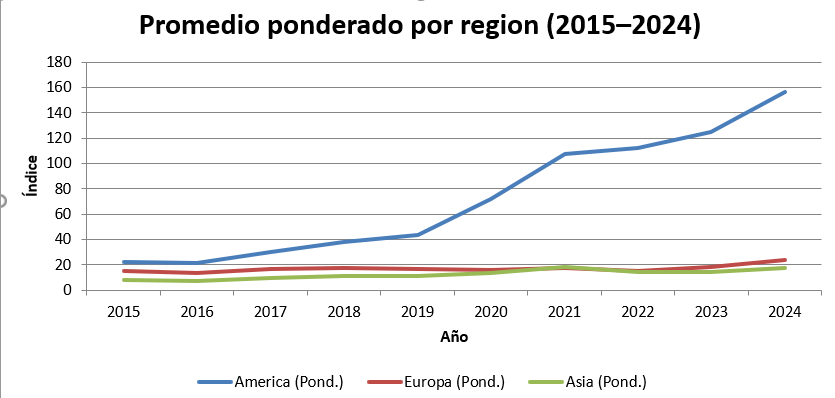 Promedio ponderado por region (2015–2024)
Índice
180
160
140
120
100
80
60
40
20
0
2015 2016 2017 2018 2019 2020 2021 2022 2023 2024
Año
America (Pond.) Europa (Pond.) Asia (Pond.)